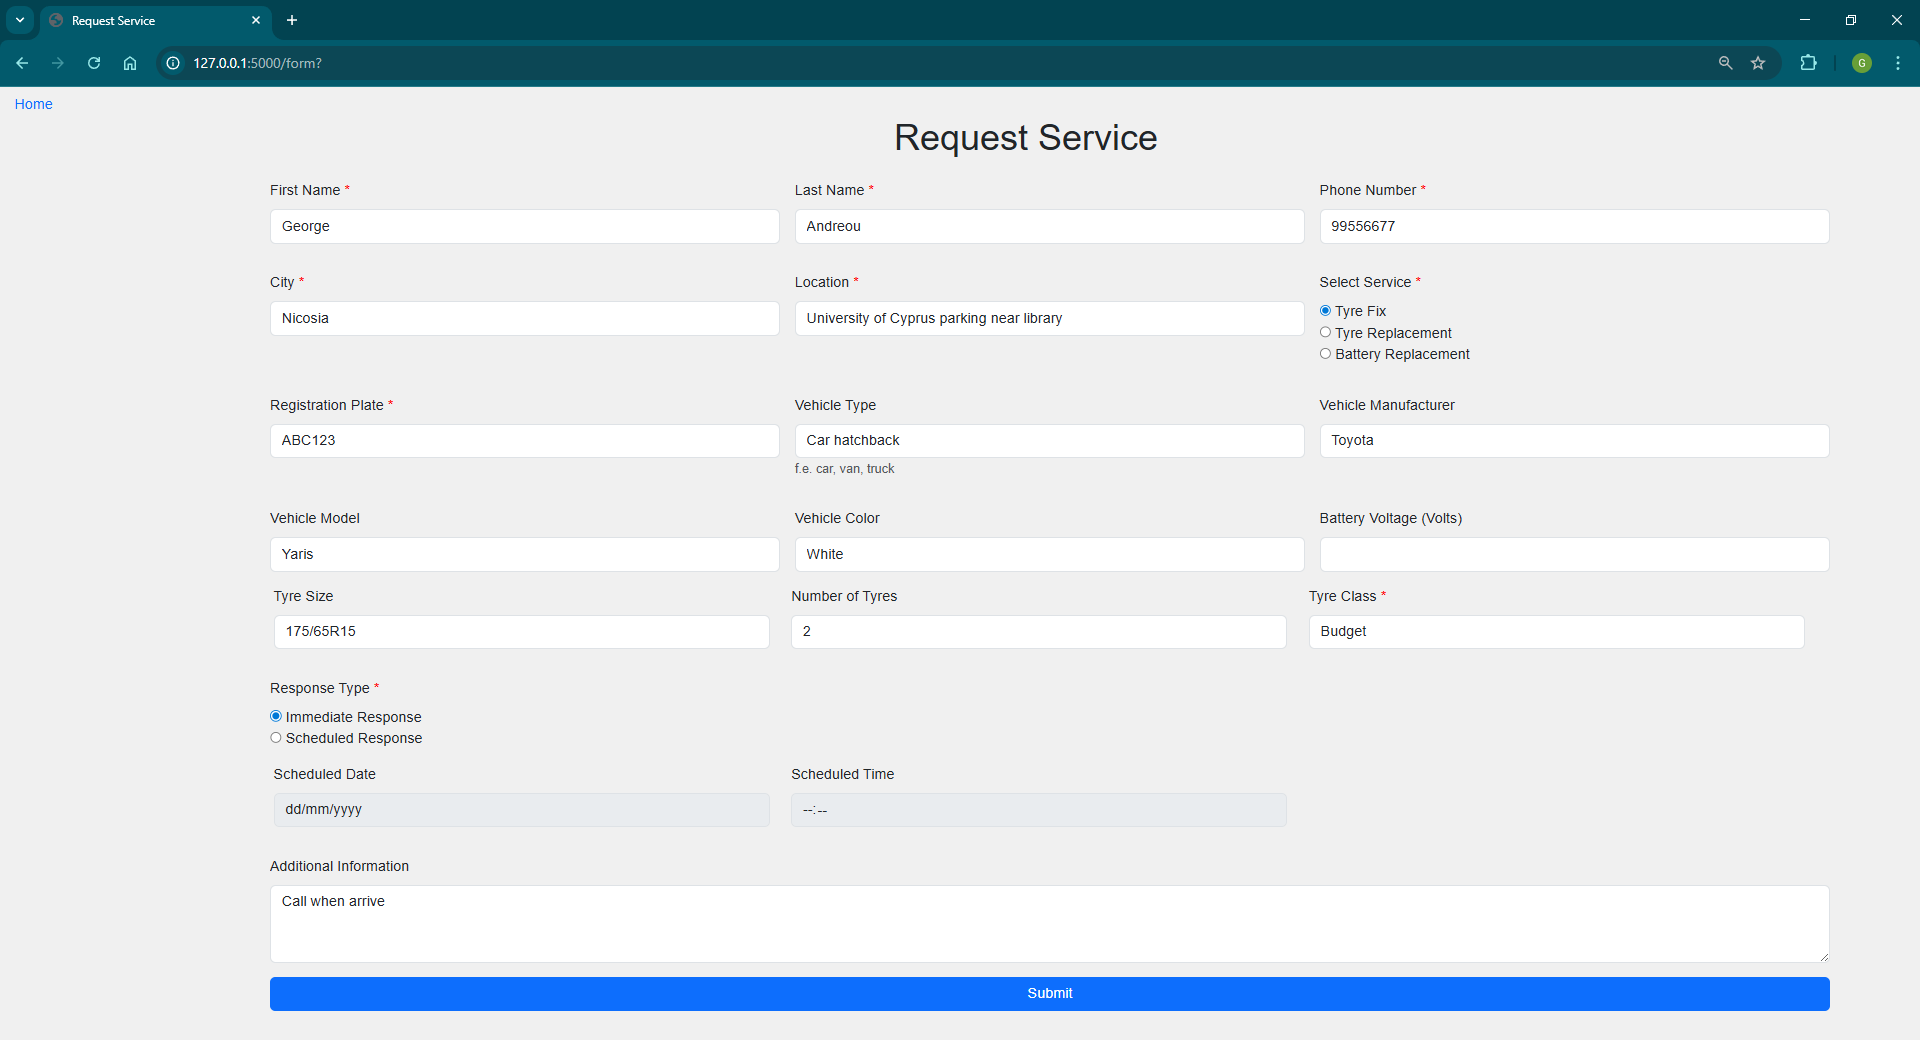 Request Service
127.0.0.1:5000/form?
G
Home
Request Service
First Name * Last Name * Phone Number *
George Andreou 99556677
City * Location * Select Service *
Nicosia University of Cyprus parking near library Tyre Fix
Tyre Replacement
Battery Replacement
Registration Plate * Vehicle Type Vehicle Manufacturer
ABC123 Car hatchback Toyota
f.e. car, van, truck
Vehicle Model Vehicle Color Battery Voltage (Volts)
Yaris White
Tyre Size Number of Tyres Tyre Class *
175/65R15 2 Budget
Response Type *
Immediate Response
Scheduled Response
Scheduled Date Scheduled Time
dd/mm/yyyy --:--
Additional Information
Call when arrive
Submit